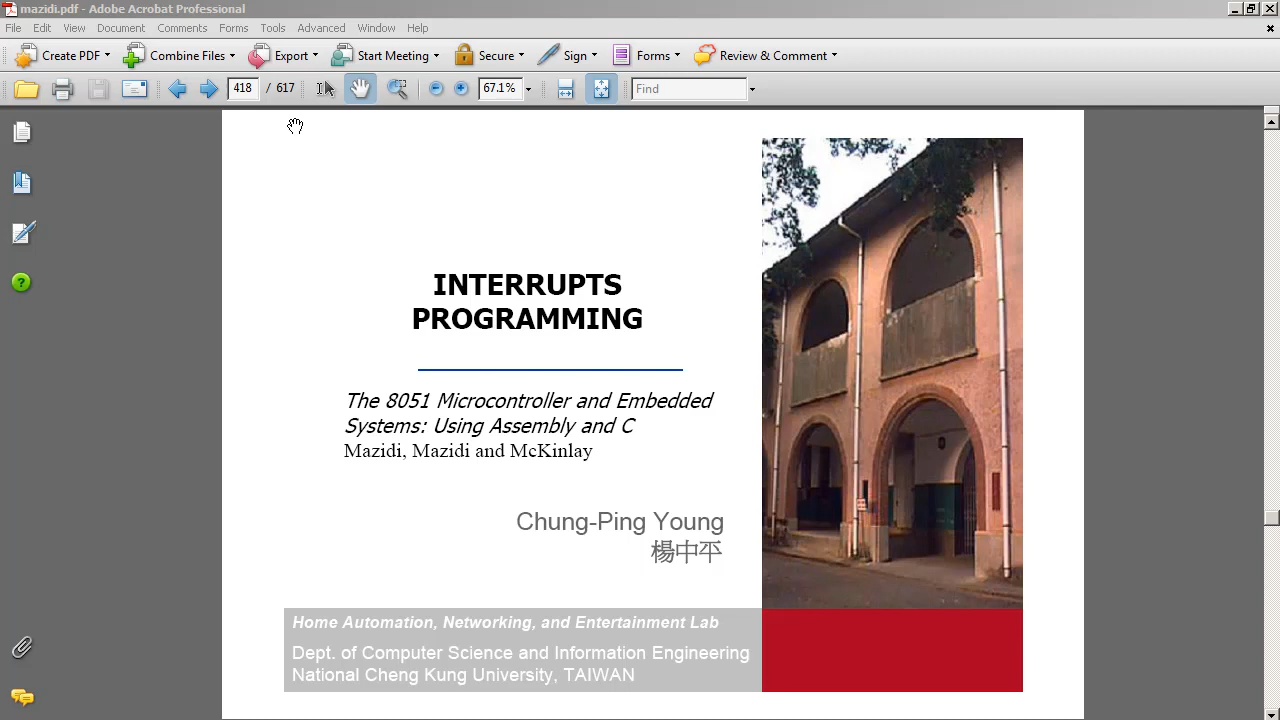 mazidi.pdf - Adobe Acrobat Professional
File Edit View Document Comments Forms Tools Advanced Window Help
Create PDF Combine Files Export Start Meeting Secure Sign Forms Review & Comment
418 / 617 67.1% Find
INTERRUPTS
PROGRAMMING
The 8051 Microcontroller and Embedded
Systems: Using Assembly and C
Mazidi, Mazidi and McKinlay
Chung-Ping Young
楊中平
Home Automation, Networking, and Entertainment Lab
Dept. of Computer Science and Information Engineering
National Cheng Kung University, TAIWAN